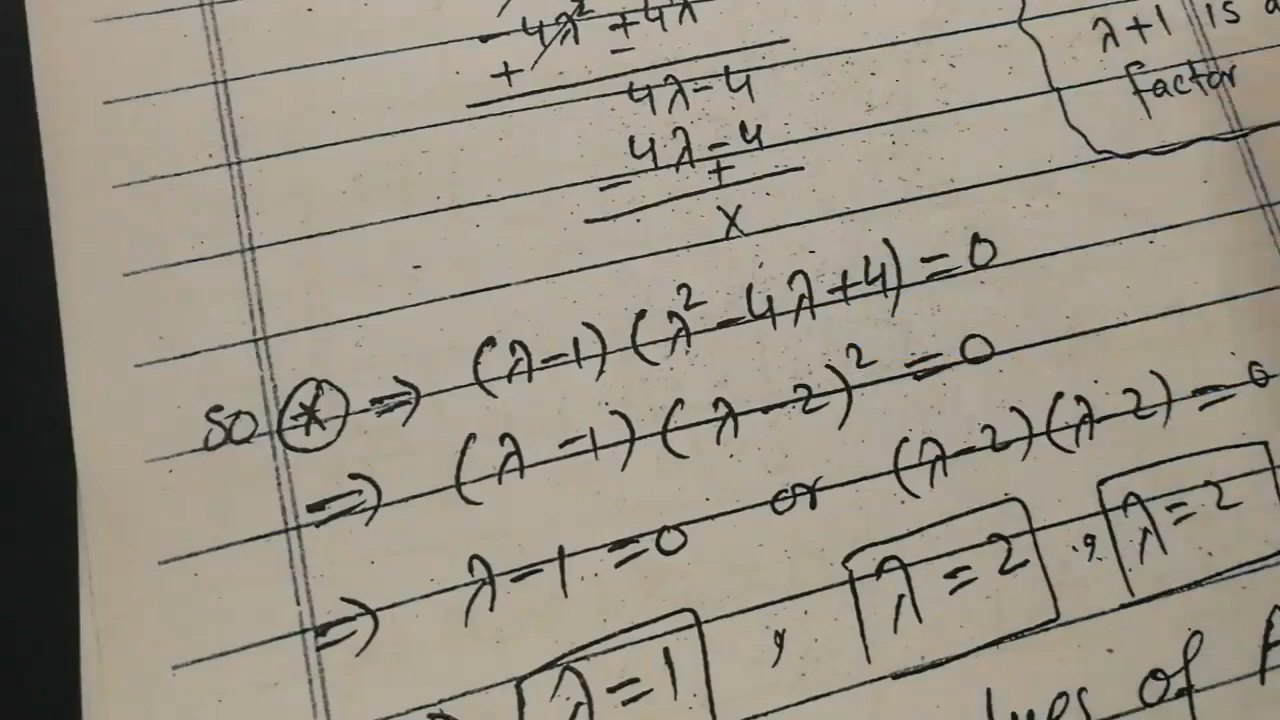 - 4λ² + 4λ
+ -
4λ-4
4λ-4
- +
x
λ+1 is a
factor
so * ⇒ (λ-1) (λ²-4λ+4) = 0
⇒ (λ-1) (λ-2)² = 0
⇒ λ-1 = 0 or (λ-2)(λ-2) = 0
λ=1 , λ=2 , λ=2
of